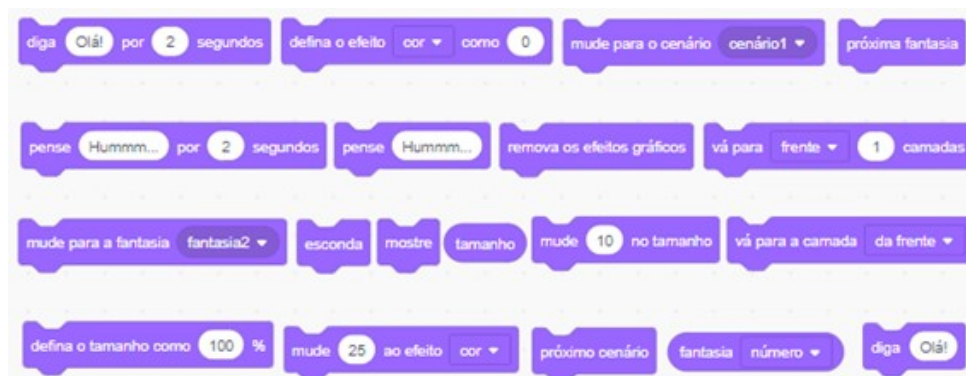 diga Olá! por 2 segundos defina o efeito cor como 0 mude para o cenário cenário1 próxima fantasia
pense Hummm... por 2 segundos pense Hummm... remova os efeitos gráficos vá para frente 1 camadas
mude para a fantasia fantasia2 esconda mostre tamanho mude 10 no tamanho vá para a camada da frente
defina o tamanho como 100 % mude 25 ao efeito cor próximo cenário fantasia número diga Olá!